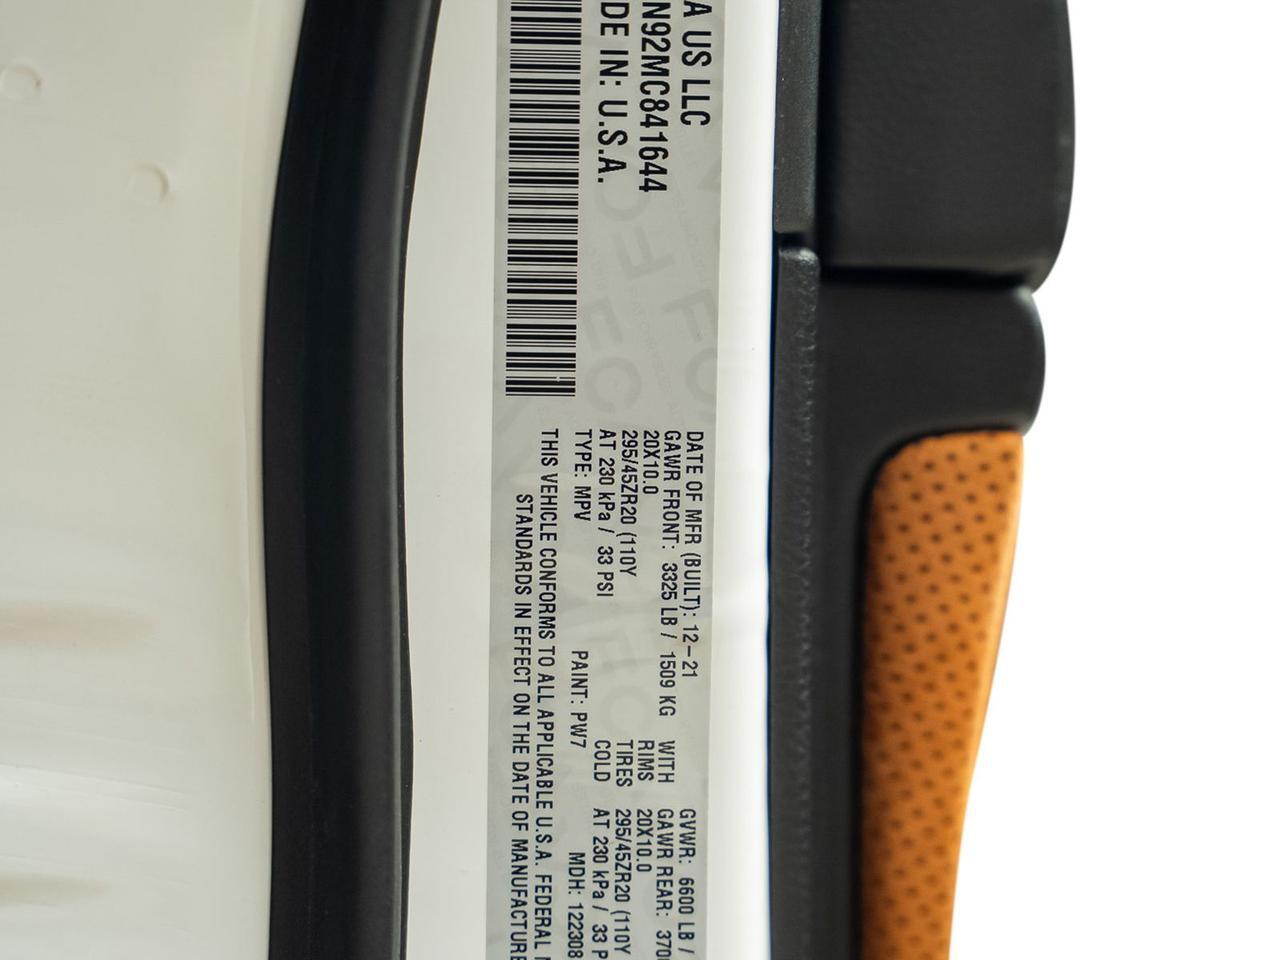 A US LLC
N92MC841644
DE IN: U.S.A.
DATE OF MFR (BUILT): 12-21
GAWR FRONT: 3325 LB / 1509 KG WITH
20X10.0 RIMS
295/45ZR20 (110Y TIRES
AT 230 kPa / 33 PSI COLD
TYPE: MPV PAINT: PW7
GVWR: 6600 LB /
GAWR REAR:
20X10.0
295/45ZR20 (110Y
AT 230 kPa / 33 P
MDH: 122308
THIS VEHICLE CONFORMS TO ALL APPLICABLE U.S.A. FEDERAL
STANDARDS IN EFFECT ON THE DATE OF MANUFACTURE